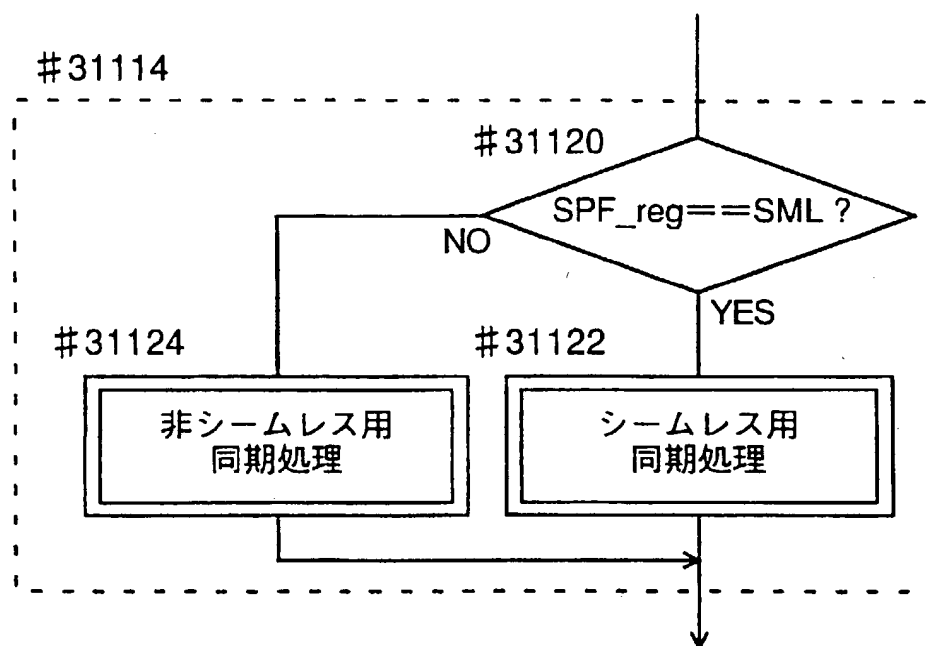 #31114
#31120
SPF_reg==SML ?
NO
YES
#31124
#31122
非シームレス用
同期処理
シームレス用
同期処理